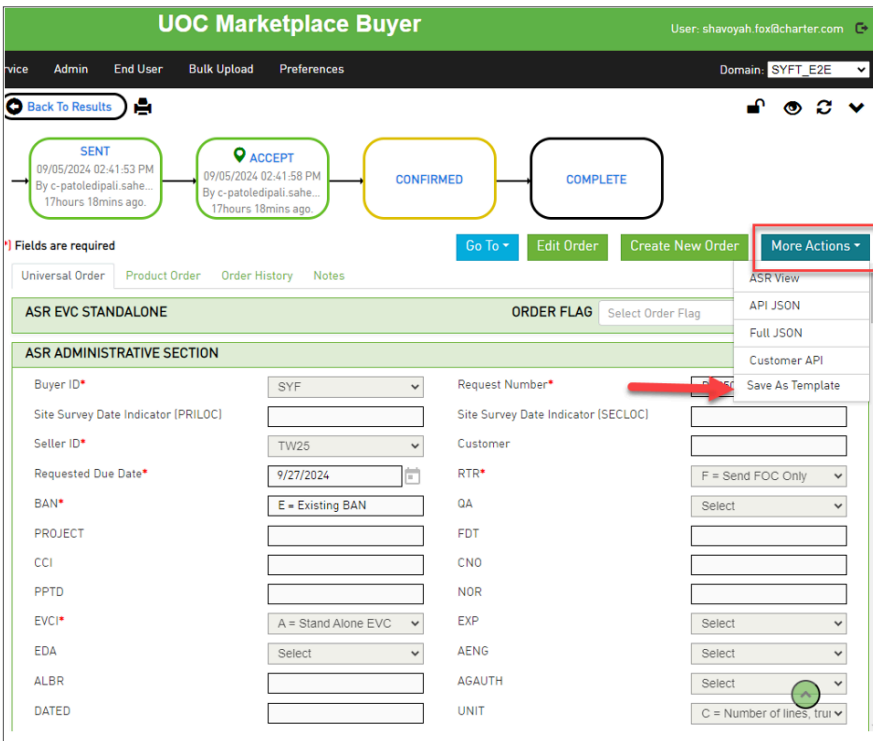 UOC Marketplace Buyer
User: shavoyah.fox@charter.com
rvice Admin End User Bulk Upload Preferences
Domain: SYFT_E2E
Back To Results
SENT
09/05/2024 02:41:53 PM
By c-patoledipali.sahe...
17hours 18mins ago.
ACCEPT
09/05/2024 02:41:58 PM
By c-patoledipali.sahe...
17hours 18mins ago.
CONFIRMED
COMPLETE
*) Fields are required
Go To Edit Order Create New Order More Actions
Universal Order Product Order Order History Notes
ASR View
API JSON
Full JSON
Customer API
Save As Template
ASR EVC STANDALONE ORDER FLAG Select Order Flag
ASR ADMINISTRATIVE SECTION
Buyer ID* SYF Request Number*
Site Survey Date Indicator (PRILOC) Site Survey Date Indicator (SECLOC)
Seller ID* TW25 Customer
Requested Due Date* 9/27/2024 RTR* F = Send FOC Only
BAN* E = Existing BAN QA Select
PROJECT FDT
CCI CNO
PPTD NOR
EVCI* A = Stand Alone EVC EXP Select
EDA Select AENG Select
ALBR AGAUTH Select
DATED UNIT C = Number of lines, trun